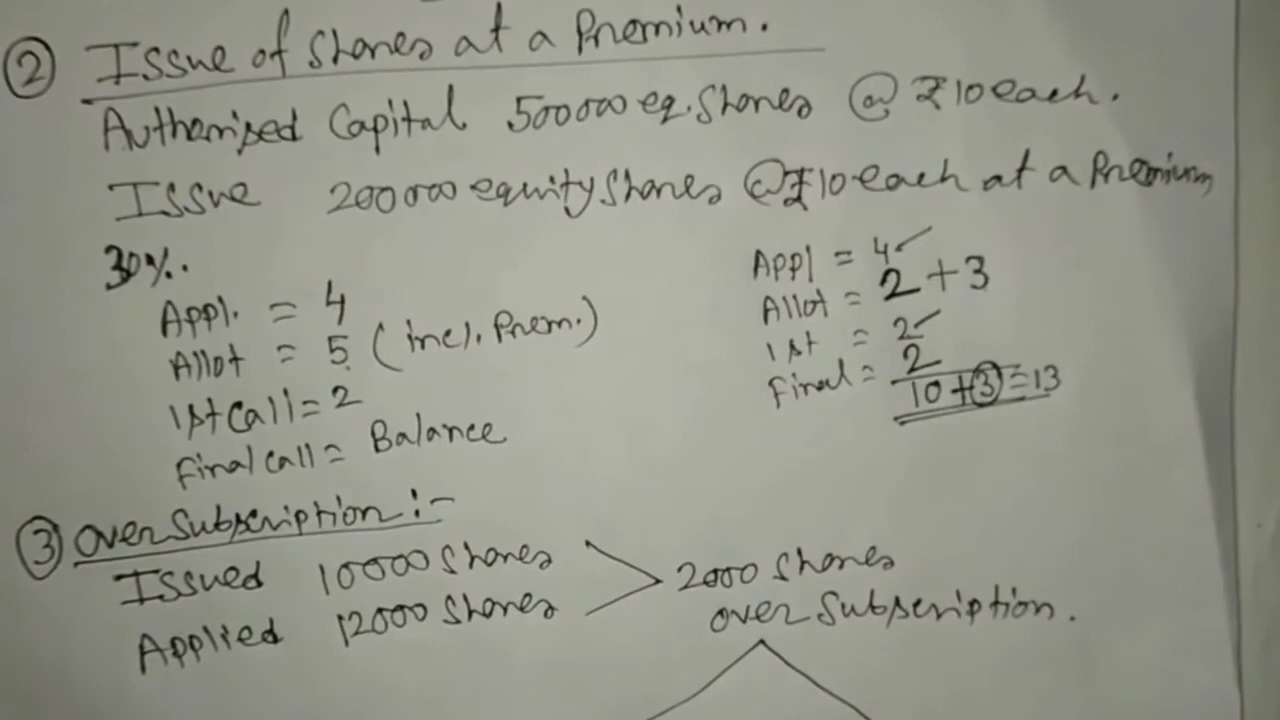 ② Issue of Shares at a Premium.
Authorised Capital 500000 eq. Shares @ ₹10 each.
Issue 200000 equity Shares @ ₹10 each at a Premium
30%.
Appl. = 4
Allot = 5 (incl. Prem.)
1st Call = 2
Final Call = Balance
Appl = 4 ✓
Allot = 2 + 3
1st = 2 ✓
Final = 2
10 + 3 = 13
③ Over Subscription :-
Issued 10000 Shares
Applied 12000 Shares
2000 Shares
over Subscription.